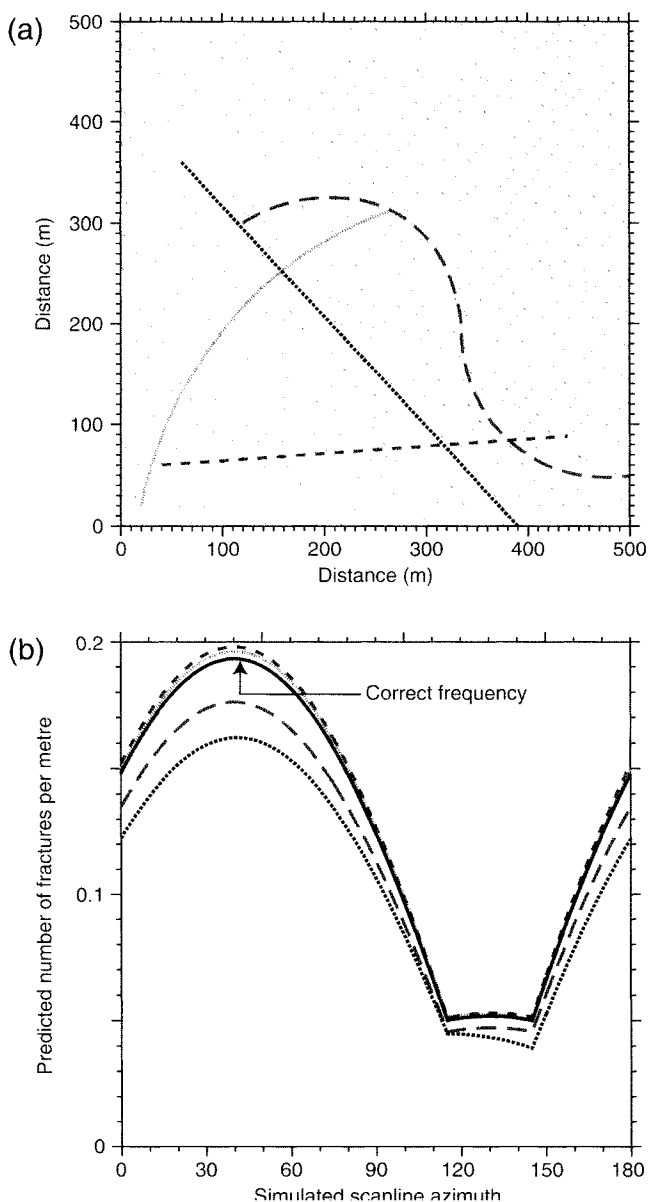 (a)
500
400
300
200
100
0
Distance (m)
0 100 200 300 400 500
Distance (m)
(b)
0.2
0.1
0
Predicted number of fractures per metre
Correct frequency
0 30 60 90 120 150 180
Simulated scanline azimuth